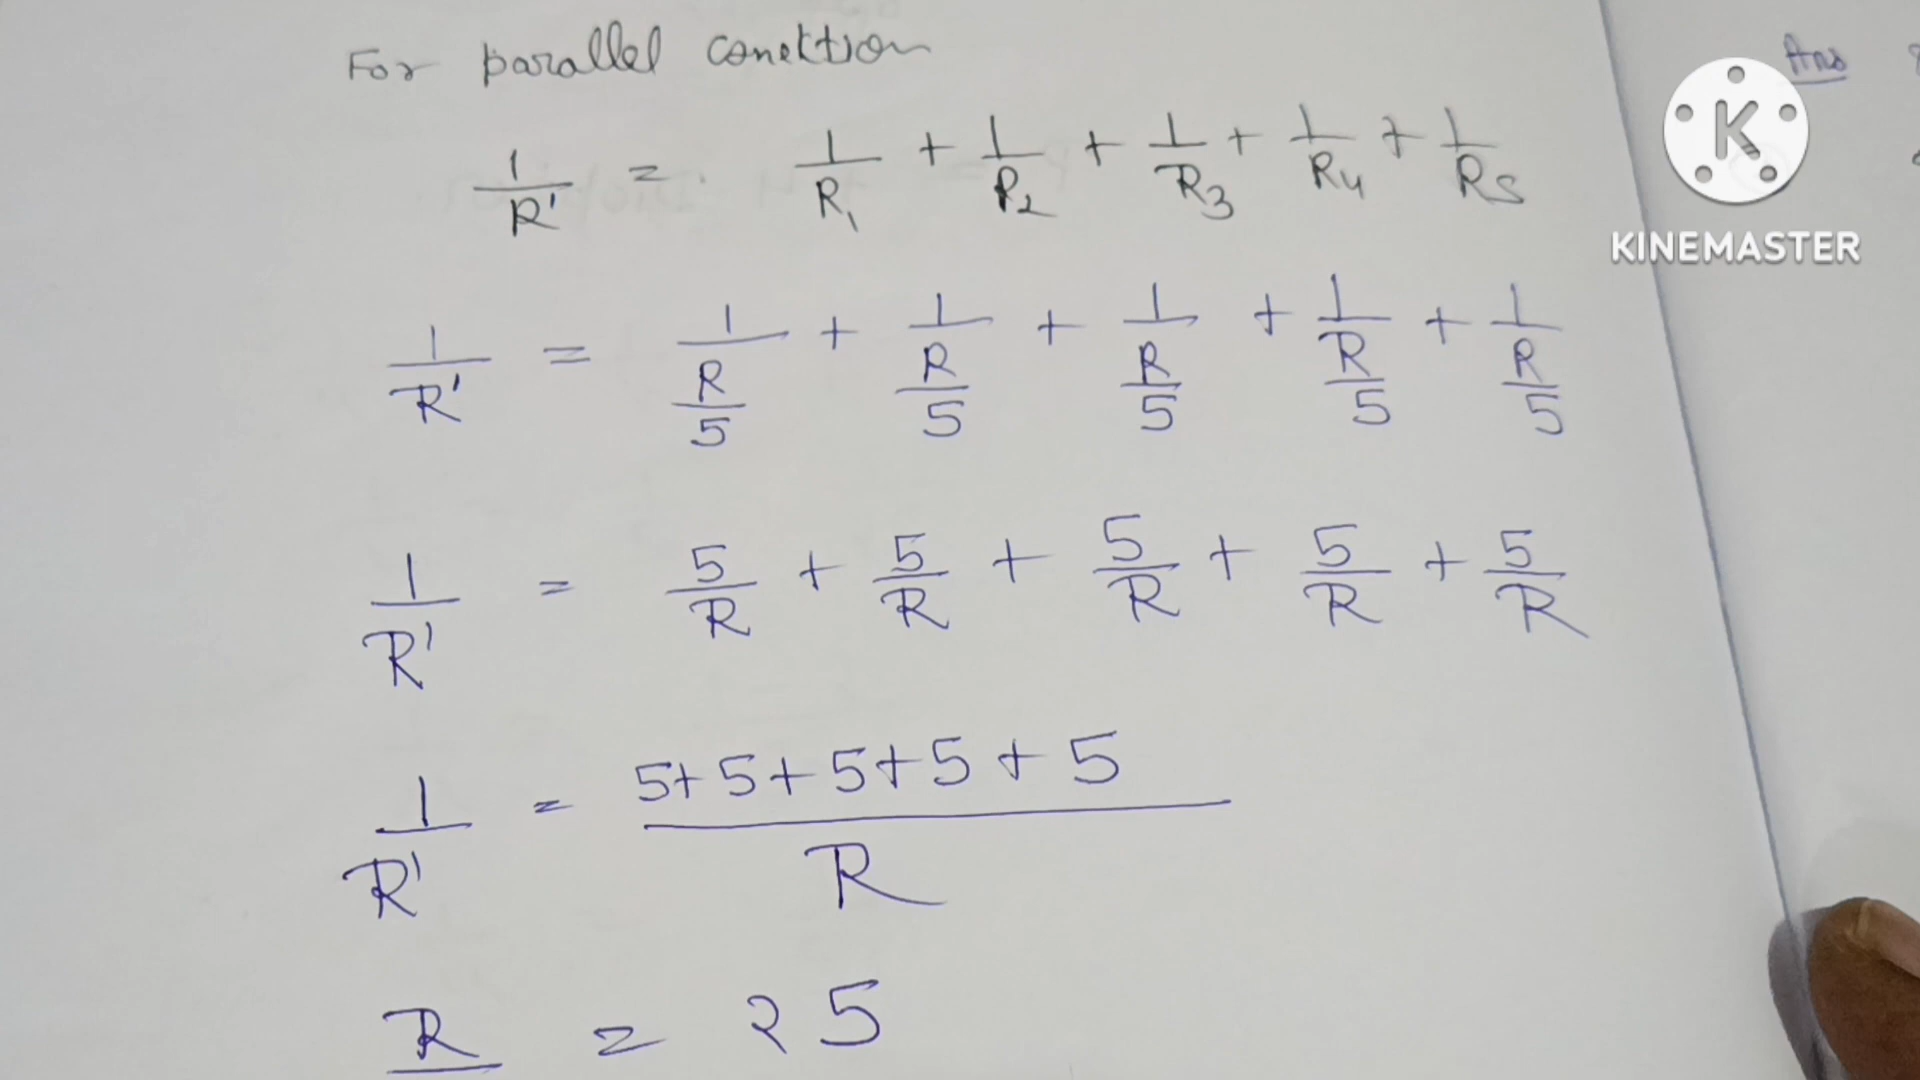 For parallel conektion
1/R' = 1/R₁ + 1/R₂ + 1/R₃ + 1/R₄ + 1/R₅
1/R' = 1/(R/5) + 1/(R/5) + 1/(R/5) + 1/(R/5) + 1/(R/5)
1/R' = 5/R + 5/R + 5/R + 5/R + 5/R
1/R' = (5+5+5+5+5)/R
R = 25
Ans
KINEMASTER